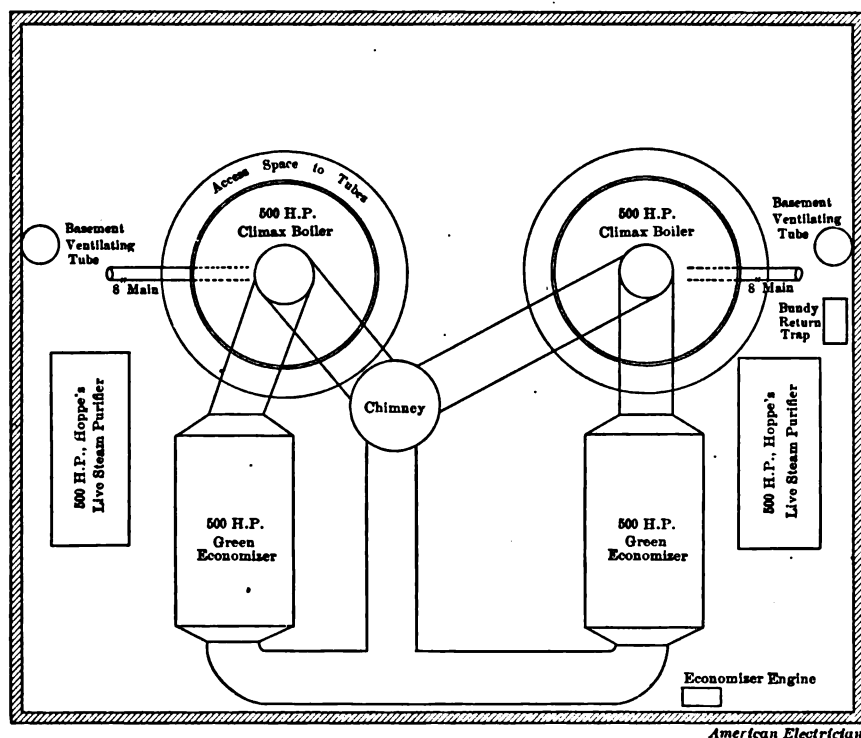 Access Space to Tubes
500 H.P.
Climax Boiler
500 H.P.
Climax Boiler
Basement
Ventilating
Tube
Basement
Ventilating
Tube
8" Main
8" Main
Bundy
Return
Trap
Chimney
500 H.P., Hoppe's
Live Steam Purifier
500 H.P., Hoppe's
Live Steam Purifier
500 H.P.
Green
Economizer
500 H.P.
Green
Economizer
Economizer Engine
American Electrician